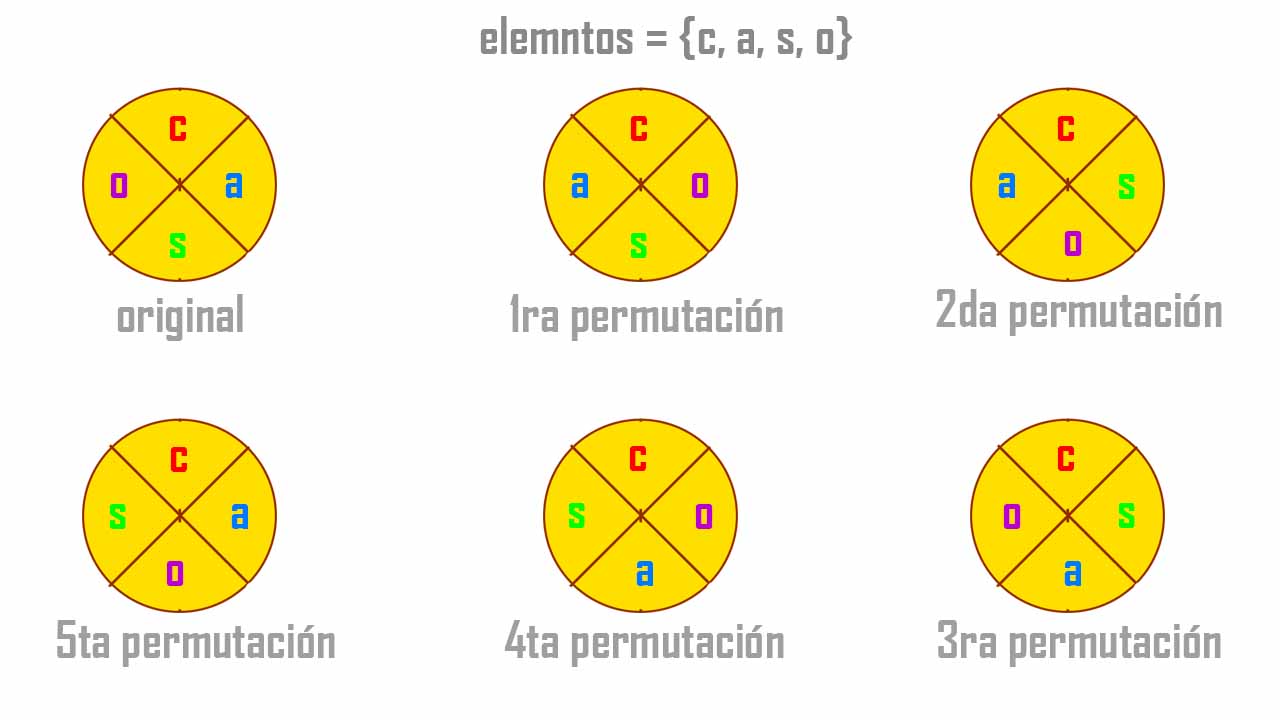 elemntos = {c, a, s, o}
c
o a
s
original
c
a o
s
1ra permutación
c
a s
o
2da permutación
c
s a
o
5ta permutación
c
s o
a
4ta permutación
c
o s
a
3ra permutación